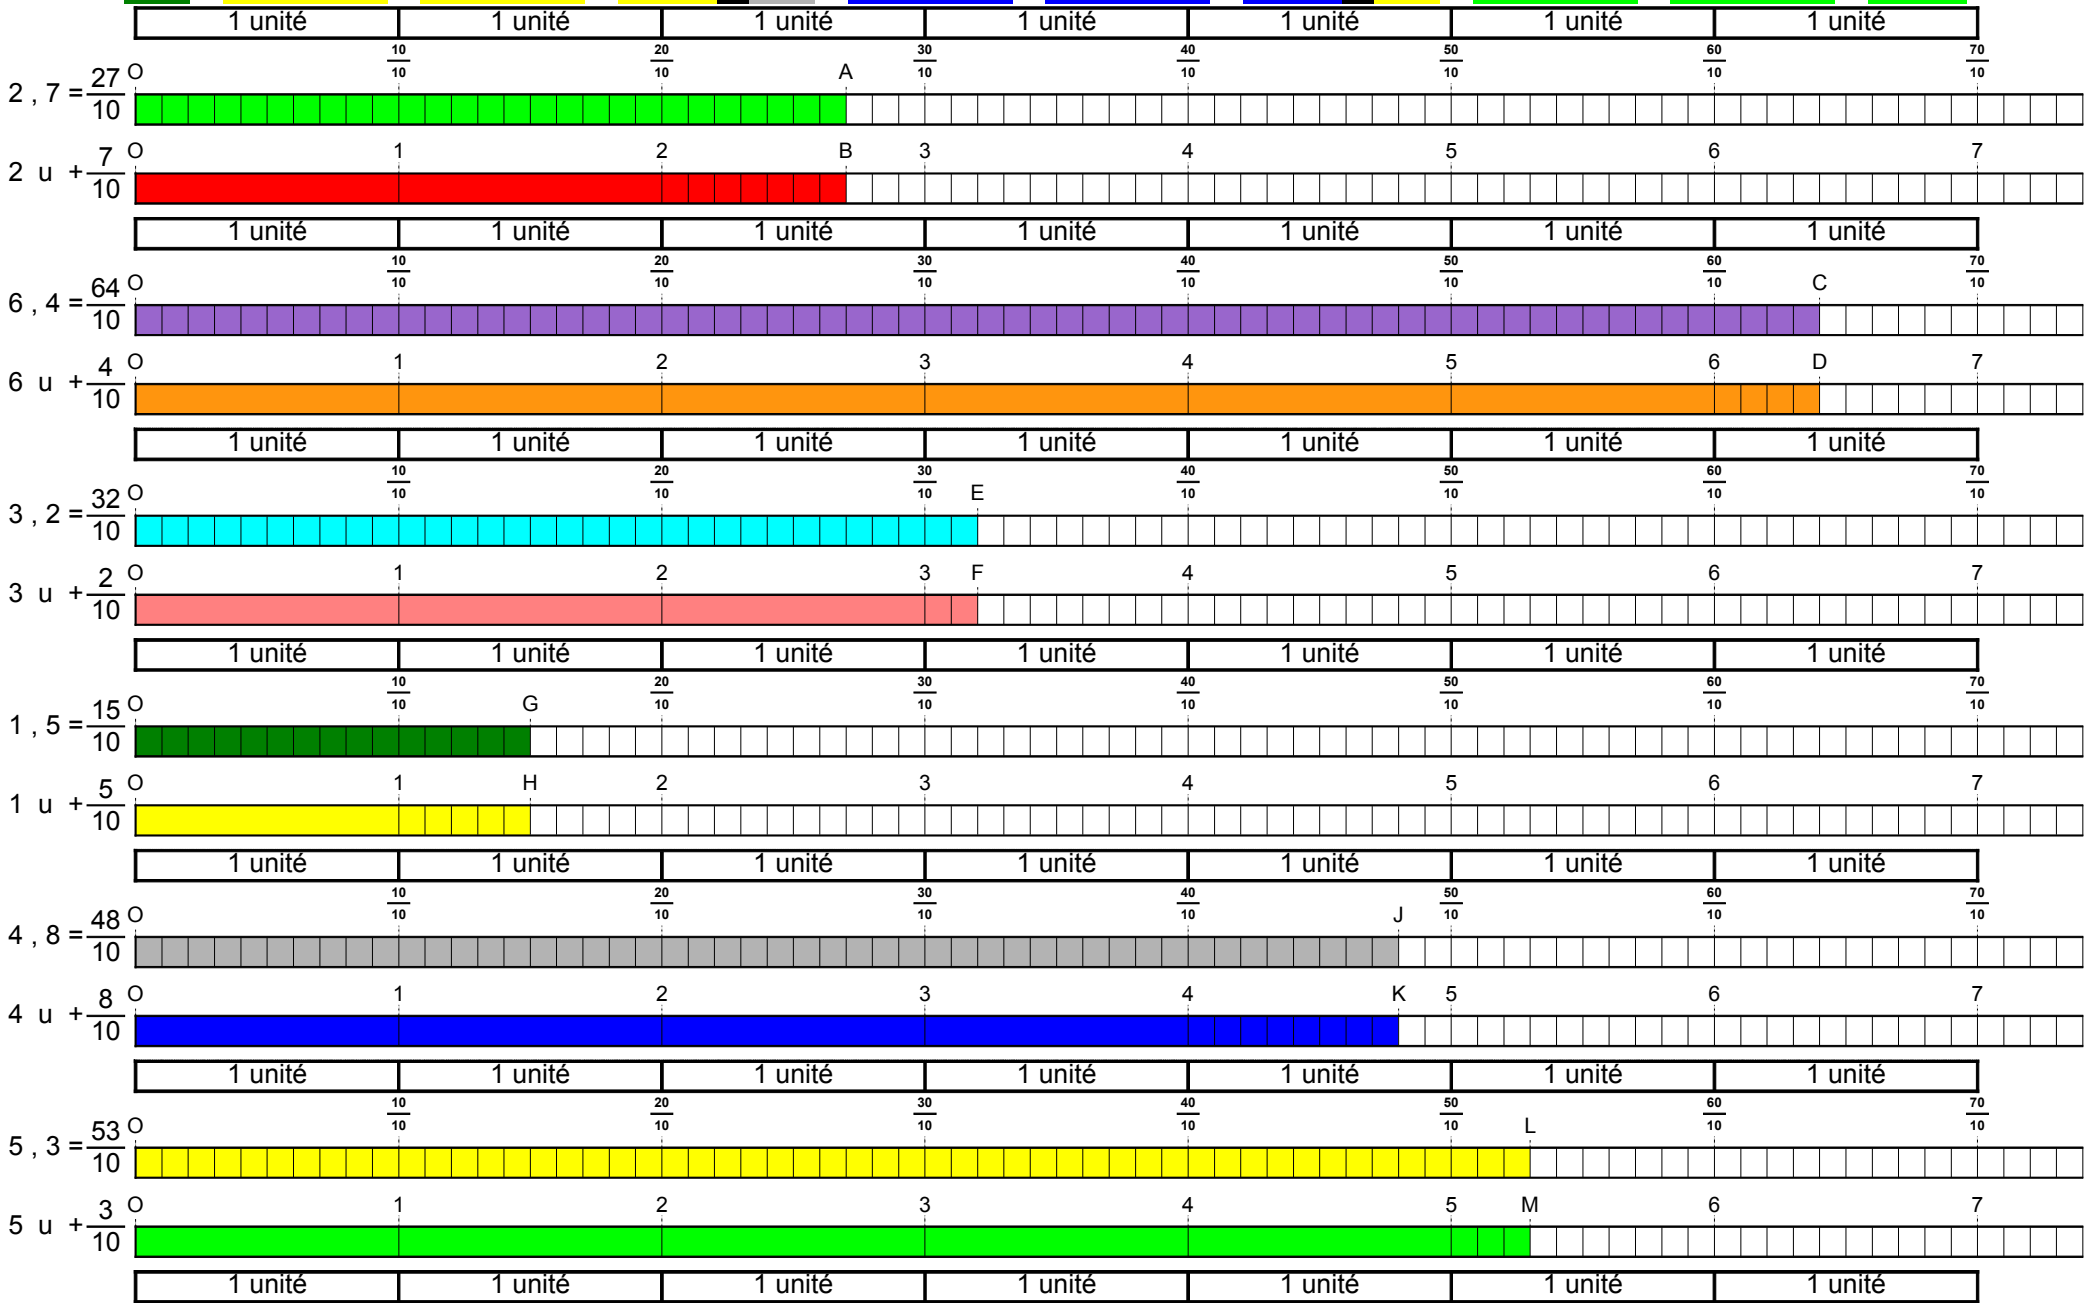 1 unité 1 unité 1 unité 1 unité 1 unité 1 unité 1 unité
10/10 20/10 30/10 40/10 50/10 60/10 70/10
2 , 7 = 27/10 O A
2 u + 7/10 O 1 2 B 3 4 5 6 7
1 unité 1 unité 1 unité 1 unité 1 unité 1 unité 1 unité
10/10 20/10 30/10 40/10 50/10 60/10 70/10
6 , 4 = 64/10 O C
6 u + 4/10 O 1 2 3 4 5 6 D 7
1 unité 1 unité 1 unité 1 unité 1 unité 1 unité 1 unité
10/10 20/10 30/10 40/10 50/10 60/10 70/10
3 , 2 = 32/10 O E
3 u + 2/10 O 1 2 3 F 4 5 6 7
1 unité 1 unité 1 unité 1 unité 1 unité 1 unité 1 unité
10/10 20/10 30/10 40/10 50/10 60/10 70/10
1 , 5 = 15/10 O G
1 u + 5/10 O 1 H 2 3 4 5 6 7
1 unité 1 unité 1 unité 1 unité 1 unité 1 unité 1 unité
10/10 20/10 30/10 40/10 50/10 60/10 70/10
4 , 8 = 48/10 O J
4 u + 8/10 O 1 2 3 4 K 5 6 7
1 unité 1 unité 1 unité 1 unité 1 unité 1 unité 1 unité
10/10 20/10 30/10 40/10 50/10 60/10 70/10
5 , 3 = 53/10 O L
5 u + 3/10 O 1 2 3 4 5 M 6 7
1 unité 1 unité 1 unité 1 unité 1 unité 1 unité 1 unité